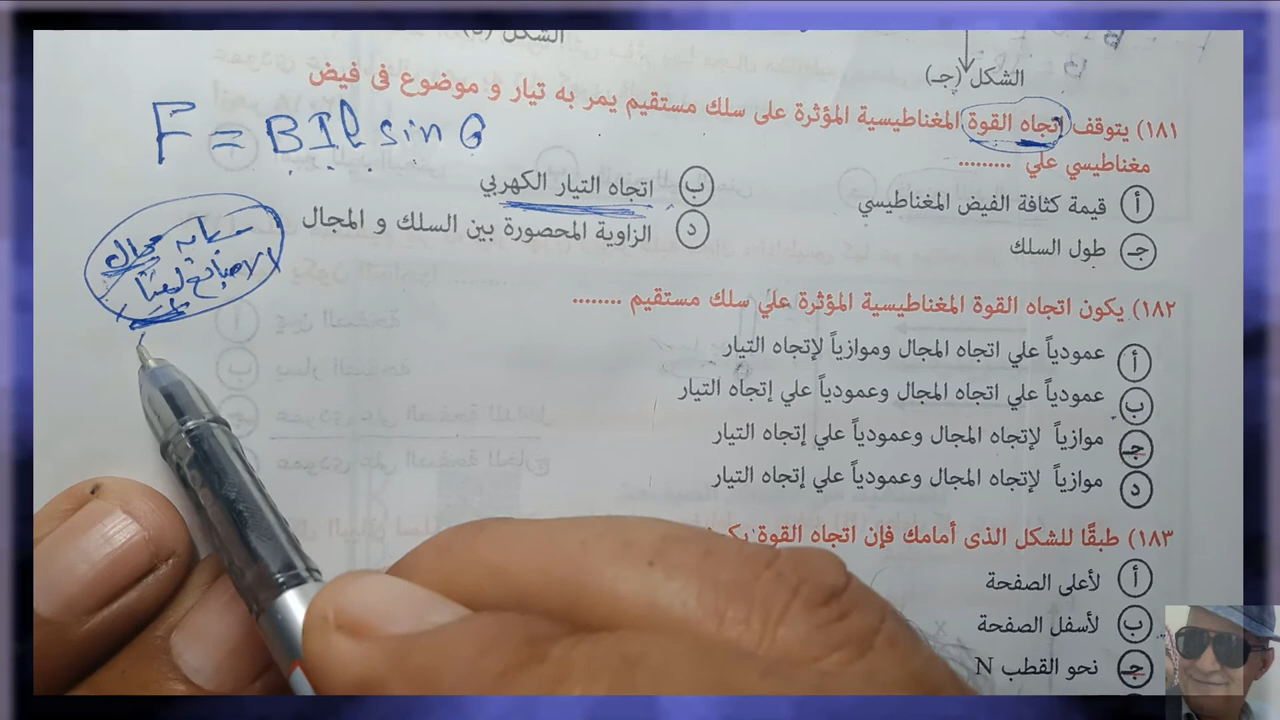 الشكل (جـ)
١٨١) يتوقف اتجاه القوة المغناطيسية المؤثرة على سلك مستقيم يمر به تيار و موضوع فى فيض
مغناطيسي علي .........
F = BIl sin θ
أ قيمة كثافة الفيض المغناطيسي
ب اتجاه التيار الكهربي
جـ طول السلك
د الزاوية المحصورة بين السلك و المجال
سبابه مجال
الاصابع لفينا
١٨٢) يكون اتجاه القوة المغناطيسية المؤثرة علي سلك مستقيم ........
أ عمودياً علي اتجاه المجال وموازياً لإتجاه التيار
ب عمودياً علي اتجاه المجال وعمودياً علي إتجاه التيار
جـ موازياً لإتجاه المجال وعمودياً علي إتجاه التيار
د موازياً لإتجاه المجال وعمودياً علي إتجاه التيار
١٨٣) طبقًا للشكل الذى أمامك فإن اتجاه القوة
أ لأعلى الصفحة
ب لأسفل الصفحة
جـ نحو القطب N